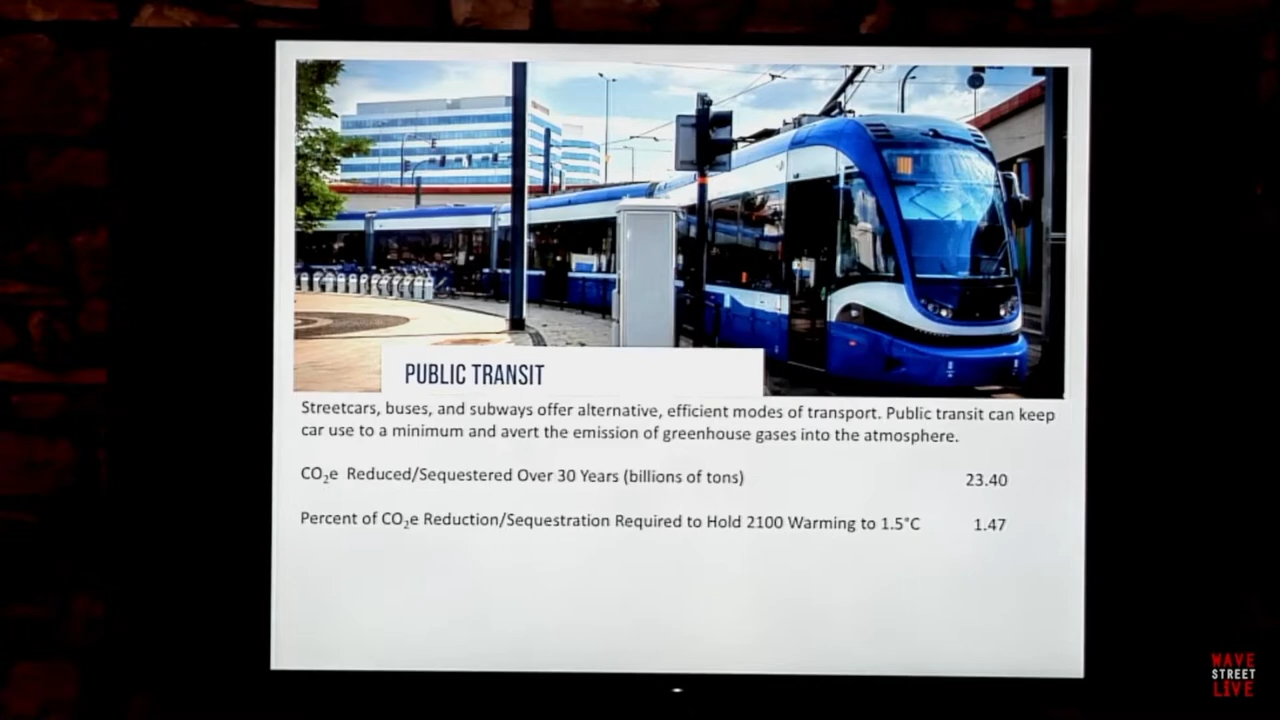 PUBLIC TRANSIT
Streetcars, buses, and subways offer alternative, efficient modes of transport. Public transit can keep
car use to a minimum and avert the emission of greenhouse gases into the atmosphere.
CO₂e Reduced/Sequestered Over 30 Years (billions of tons) 23.40
Percent of CO₂e Reduction/Sequestration Required to Hold 2100 Warming to 1.5°C 1.47
WAVE
STREET
LIVE